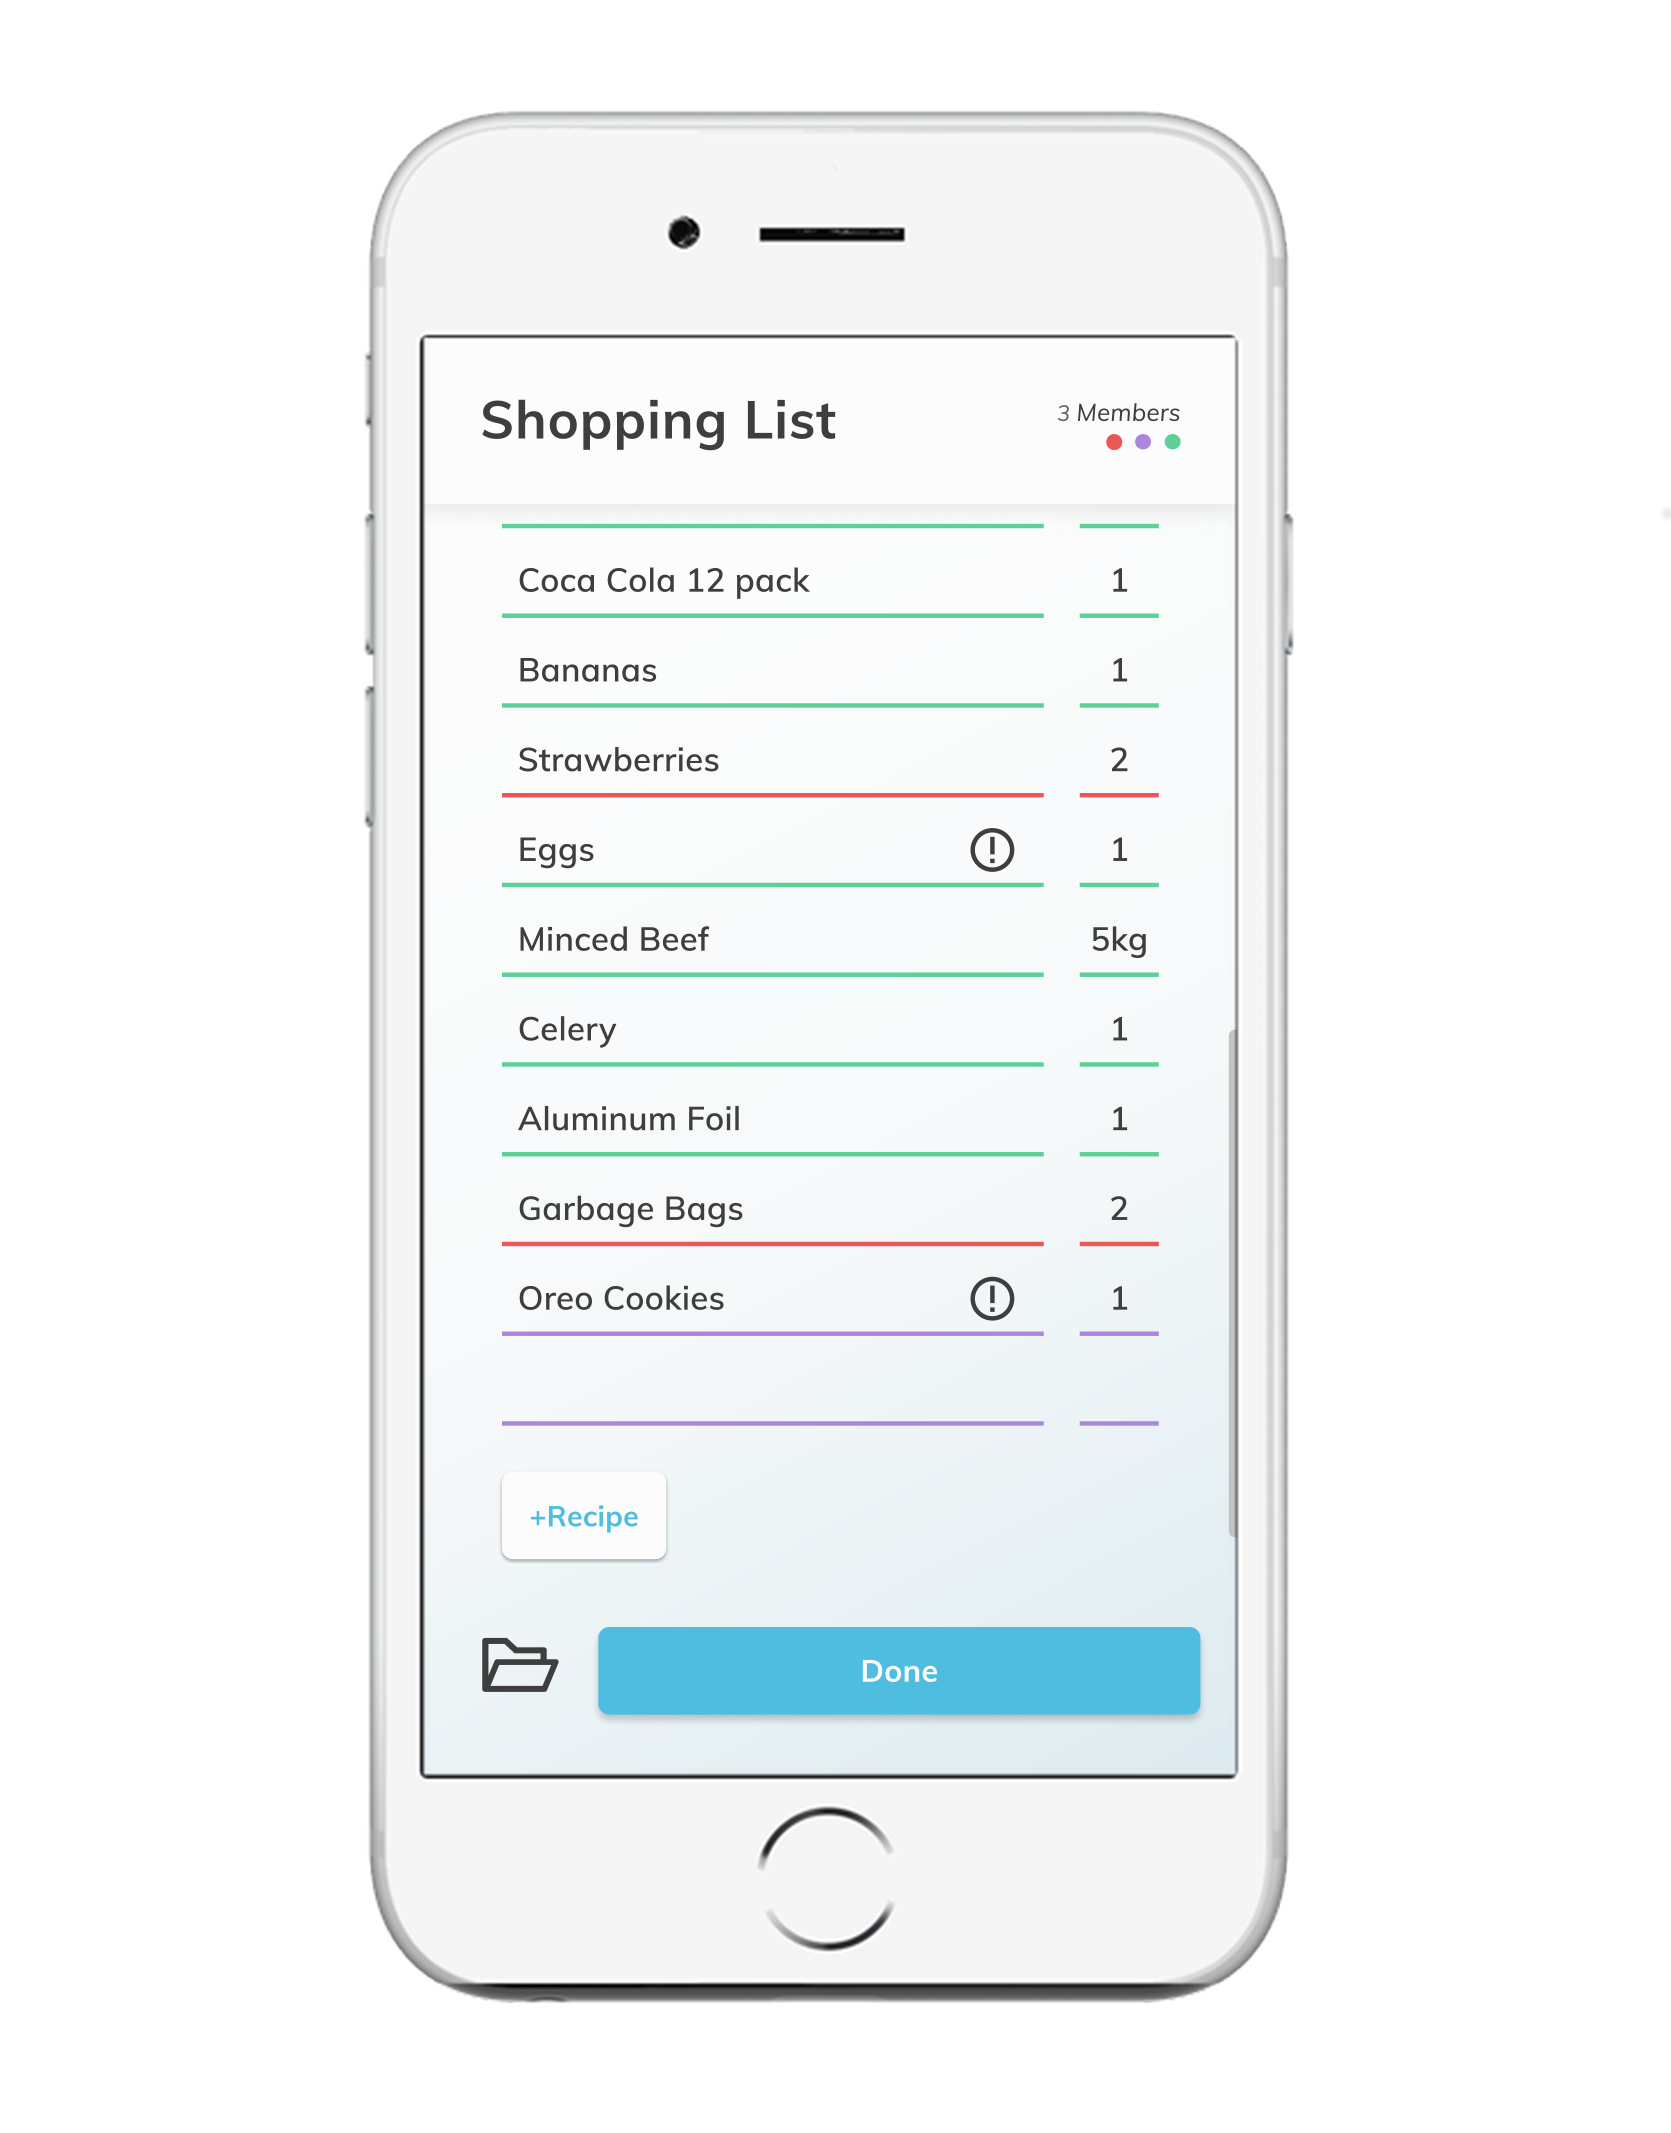 Shopping List
3 Members
Coca Cola 12 pack 1
Bananas 1
Strawberries 2
Eggs 1
Minced Beef 5kg
Celery 1
Aluminum Foil 1
Garbage Bags 2
Oreo Cookies 1
+Recipe
Done